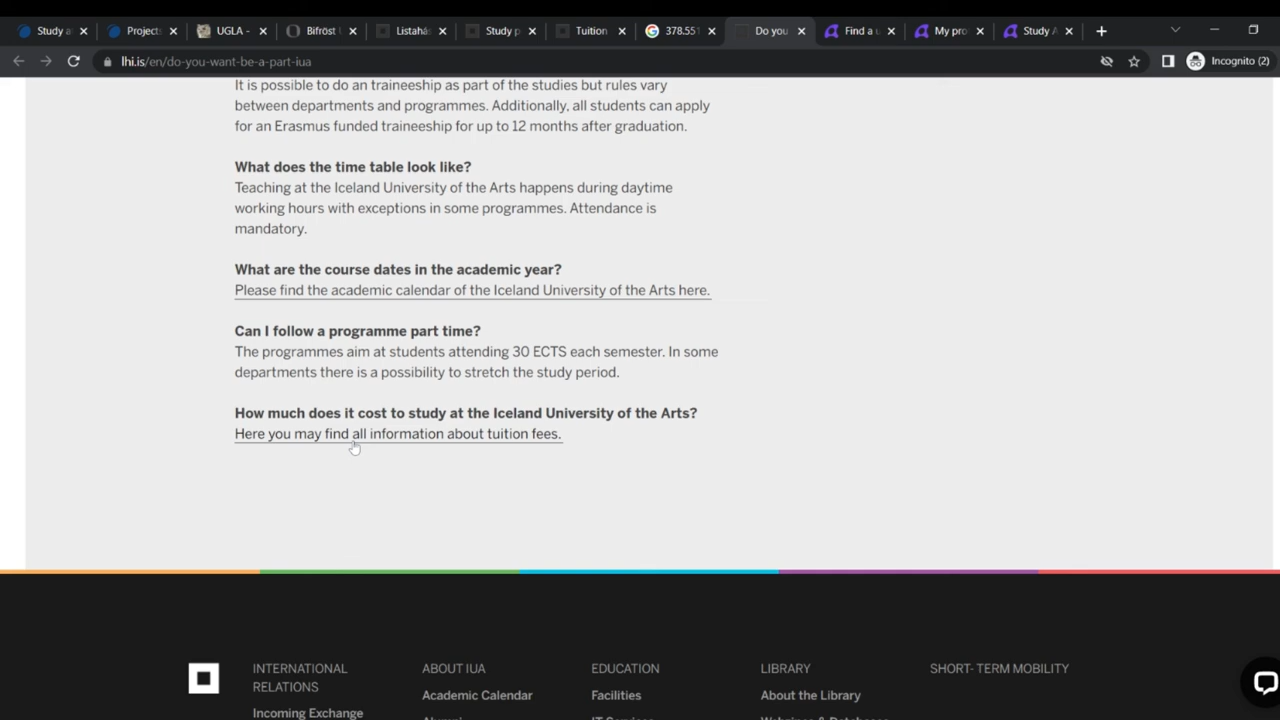 Study a
Project:
UGLA -
Bifröst
Listahá
Study p
Tuition
378.551
Do you
Find a u
My pro
Study A
lhi.is/en/do-you-want-be-a-part-iua
Incognito (2)
It is possible to do an traineeship as part of the studies but rules vary
between departments and programmes. Additionally, all students can apply
for an Erasmus funded traineeship for up to 12 months after graduation.
What does the time table look like?
Teaching at the Iceland University of the Arts happens during daytime
working hours with exceptions in some programmes. Attendance is
mandatory.
What are the course dates in the academic year?
Please find the academic calendar of the Iceland University of the Arts here.
Can I follow a programme part time?
The programmes aim at students attending 30 ECTS each semester. In some
departments there is a possibility to stretch the study period.
How much does it cost to study at the Iceland University of the Arts?
Here you may find all information about tuition fees.
INTERNATIONAL
RELATIONS
Incoming Exchange
ABOUT IUA
Academic Calendar
EDUCATION
Facilities
LIBRARY
About the Library
SHORT- TERM MOBILITY